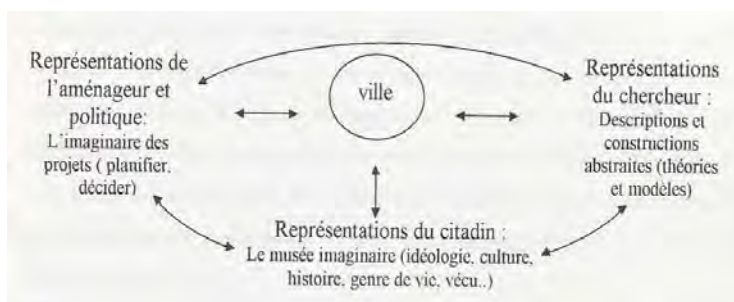 Représentations de
l'aménageur et
politique:
L'imaginaire des
projets ( planifier.
décider)
ville
Représentations
du chercheur :
Descriptions et
constructions
abstraites (théories
et modèles)
Représentations du citadin :
Le musée imaginaire (idéologie, culture,
histoire, genre de vie, vécu..)